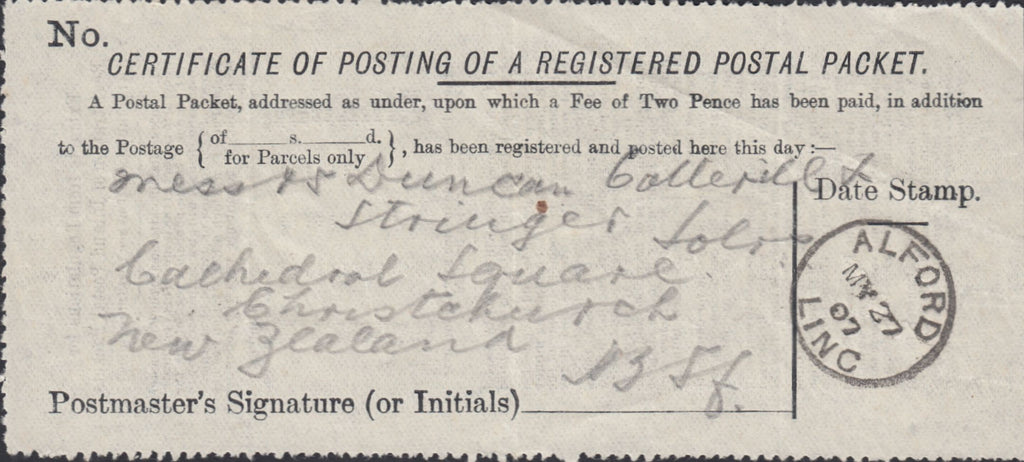 No.
CERTIFICATE OF POSTING OF A REGISTERED POSTAL PACKET.
A Postal Packet, addressed as under, upon which a Fee of Two Pence has been paid, in addition
to the Postage { of s. d. for Parcels only }, has been registered and posted here this day :—
Messrs Duncan Cotterill &
Stringer Solrs.
Cathedral Square
Christchurch
New Zealand
Postmaster's Signature (or Initials)
Date Stamp.
ALFORD
MY 27
07
LINC